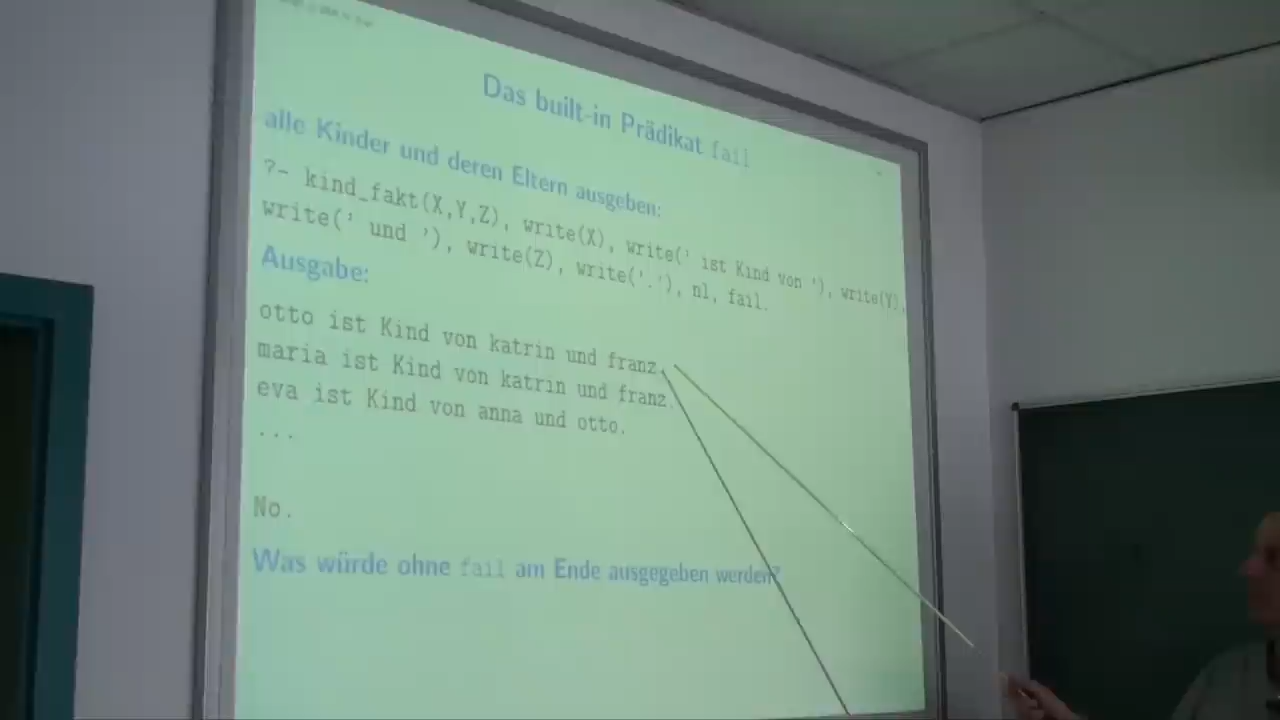 Das built-in Prädikat fail
alle Kinder und deren Eltern ausgeben:
?- kind_fakt(X,Y,Z), write(X), write(' ist Kind von '), write(Y),
write(' und '), write(Z), write('.'), nl, fail.
Ausgabe:
otto ist Kind von katrin und franz.
maria ist Kind von katrin und franz.
eva ist Kind von anna und otto.
...
No.
Was würde ohne fail am Ende ausgegeben werden?